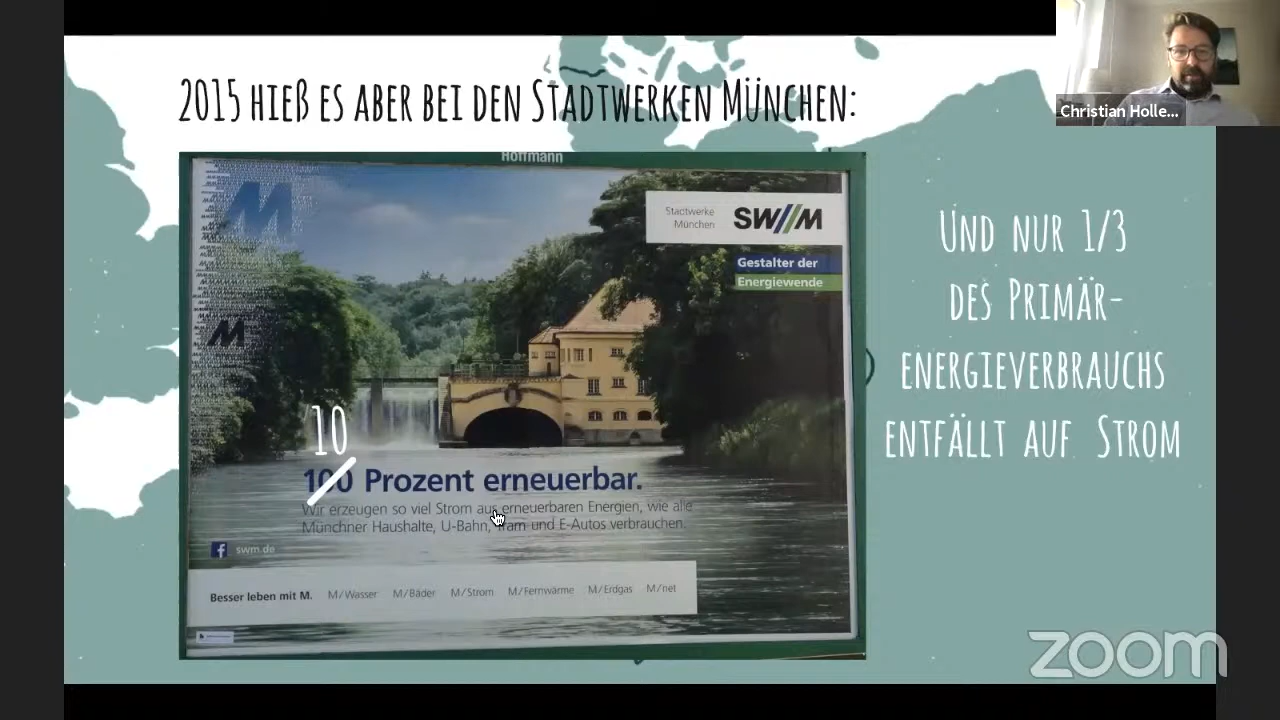 2015 hieß es aber bei den Stadtwerken München:
Christian Holle...
Hoffmann
M
Stadtwerke
München
SW//M
Gestalter der
Energiewende
M
10
100 Prozent erneuerbar.
Wir erzeugen so viel Strom aus erneuerbaren Energien, wie alle
Münchner Haushalte, U-Bahn, Tram und E-Autos verbrauchen.
f swm.de
Besser leben mit M. M/Wasser M/Bäder M/Strom M/Fernwärme M/Erdgas M/net
Und nur 1/3
des Primär-
energieverbrauchs
entfällt auf Strom
zoom